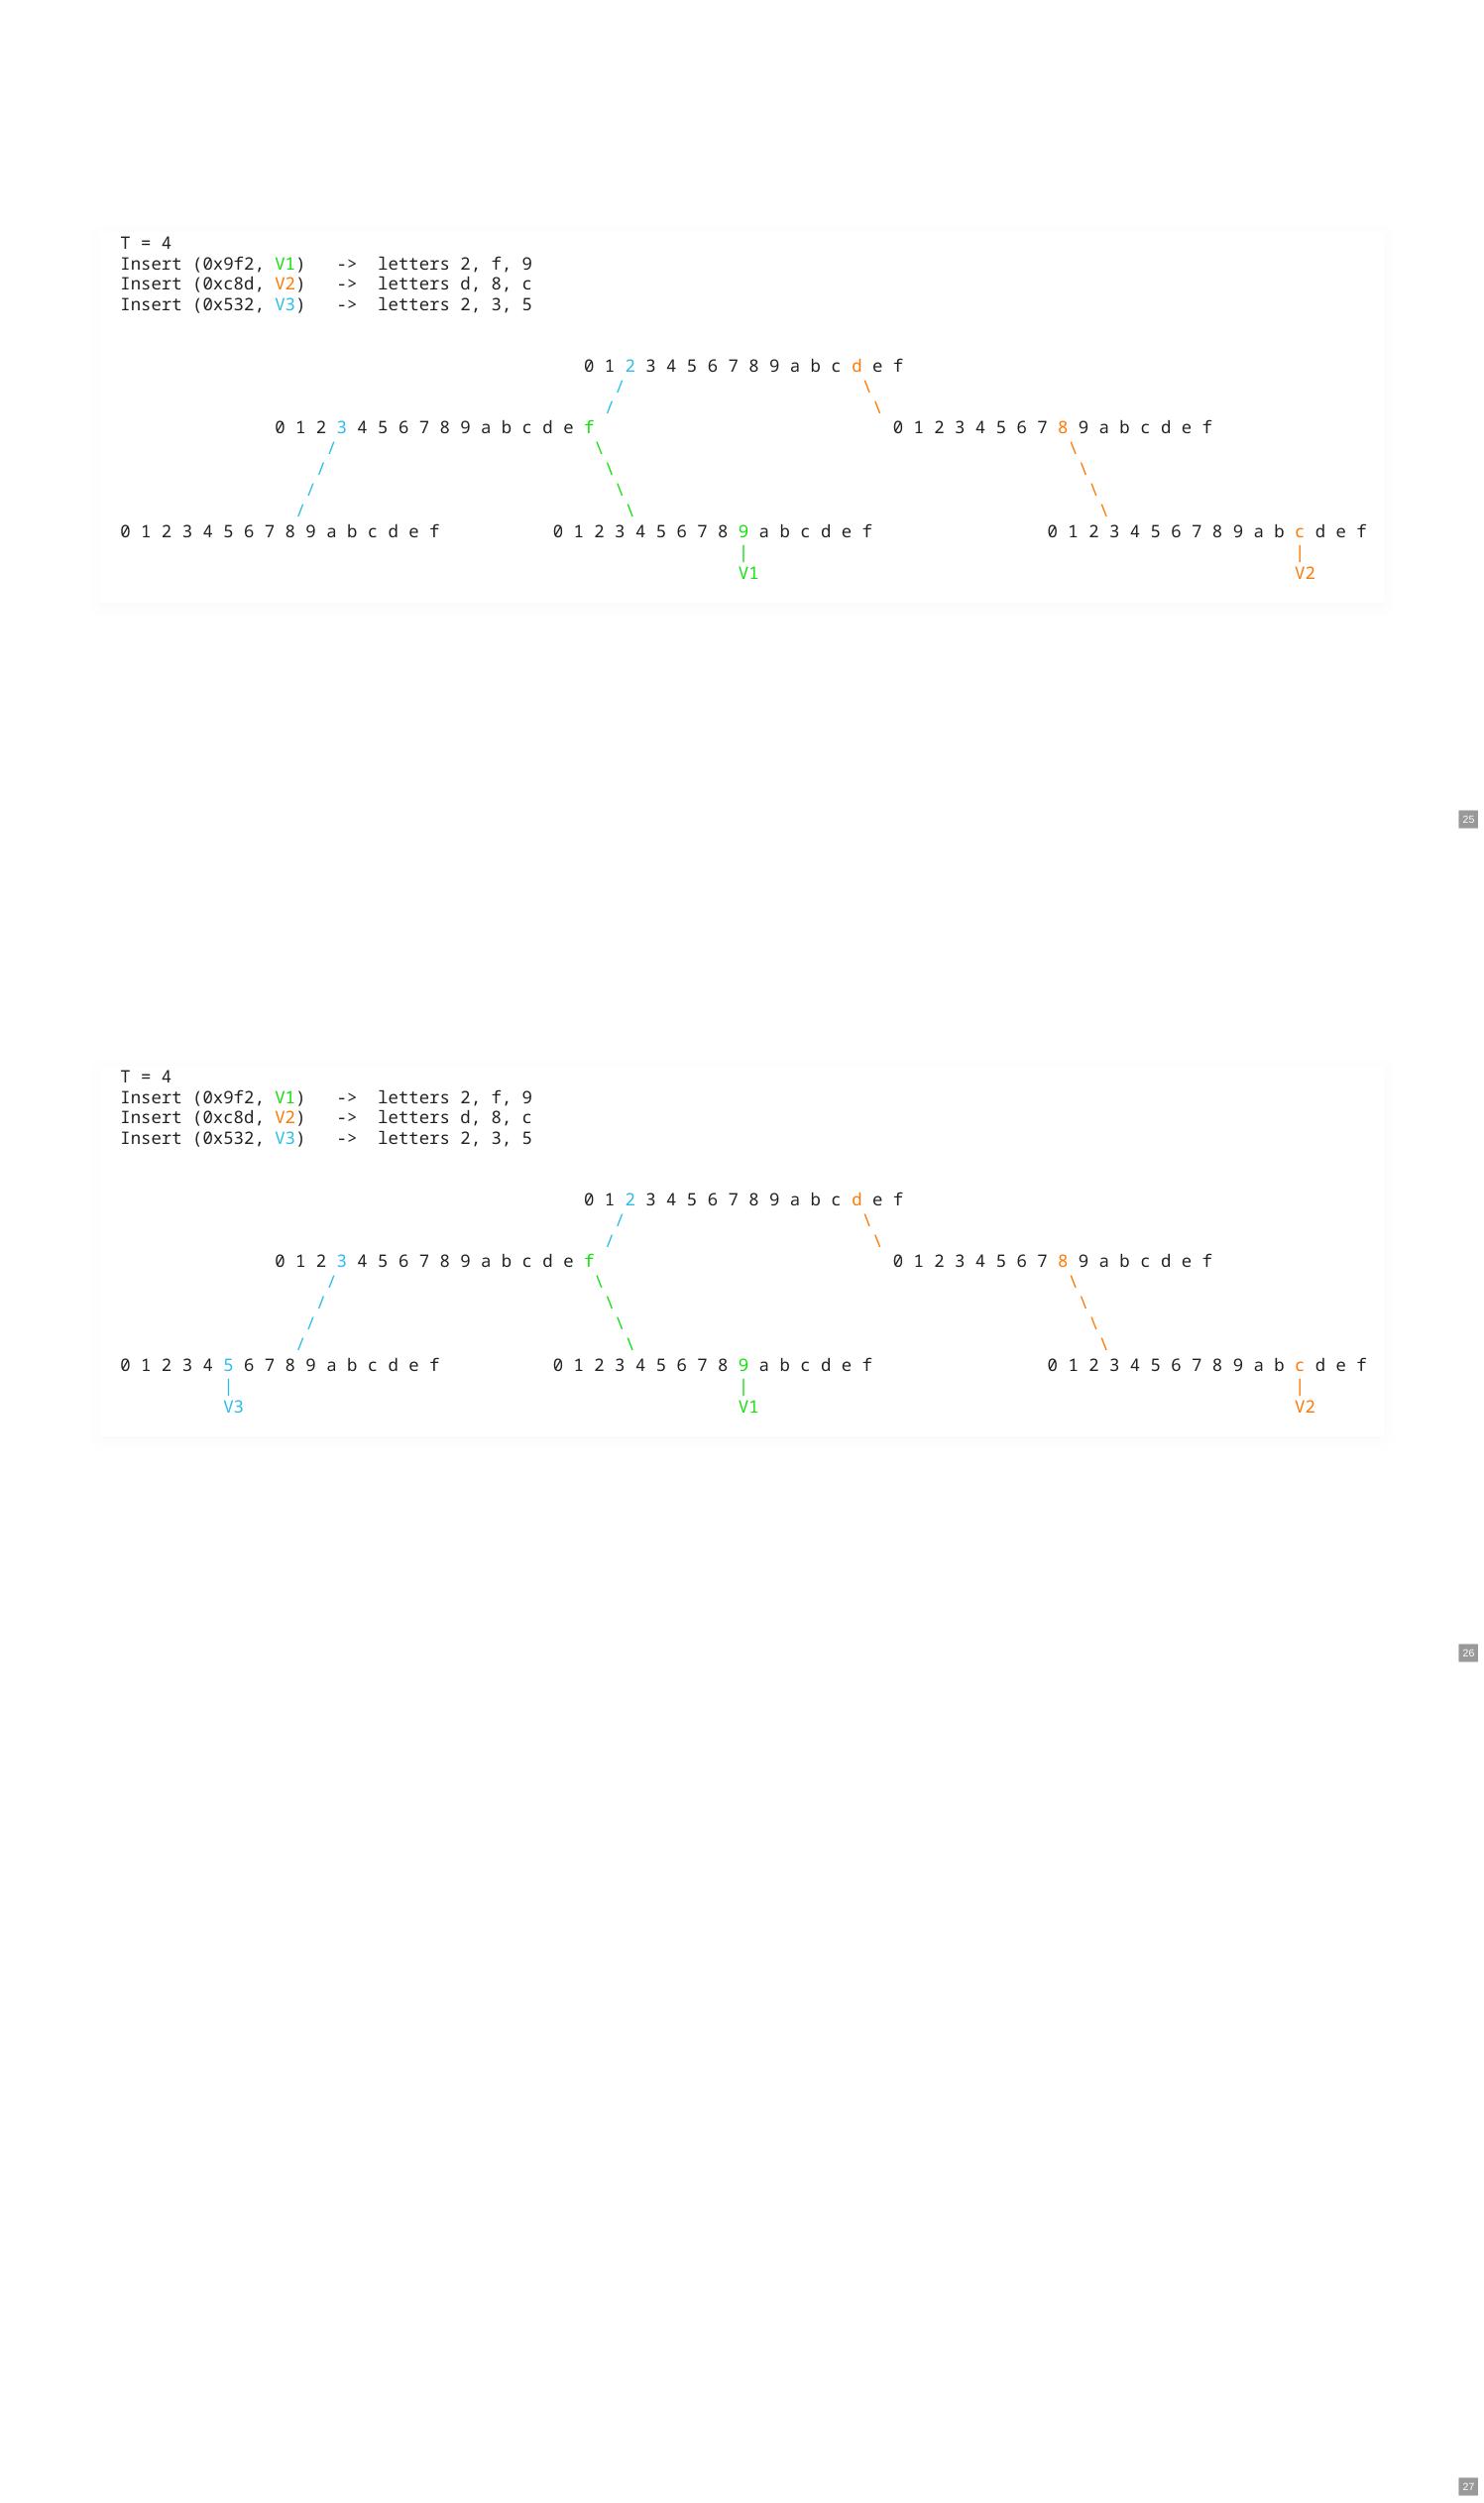 T = 4
Insert (0x9f2, V1)   ->  letters 2, f, 9
Insert (0xc8d, V2)   ->  letters d, 8, c
Insert (0x532, V3)   ->  letters 2, 3, 5
0 1 2 3 4 5 6 7 8 9 a b c d e f
0 1 2 3 4 5 6 7 8 9 a b c d e f 0 1 2 3 4 5 6 7 8 9 a b c d e f
0 1 2 3 4 5 6 7 8 9 a b c d e f 0 1 2 3 4 5 6 7 8 9 a b c d e f 0 1 2 3 4 5 6 7 8 9 a b c d e f
V1 V2
25
T = 4
Insert (0x9f2, V1)   ->  letters 2, f, 9
Insert (0xc8d, V2)   ->  letters d, 8, c
Insert (0x532, V3)   ->  letters 2, 3, 5
0 1 2 3 4 5 6 7 8 9 a b c d e f
0 1 2 3 4 5 6 7 8 9 a b c d e f 0 1 2 3 4 5 6 7 8 9 a b c d e f
0 1 2 3 4 5 6 7 8 9 a b c d e f 0 1 2 3 4 5 6 7 8 9 a b c d e f 0 1 2 3 4 5 6 7 8 9 a b c d e f
V3 V1 V2
26
27